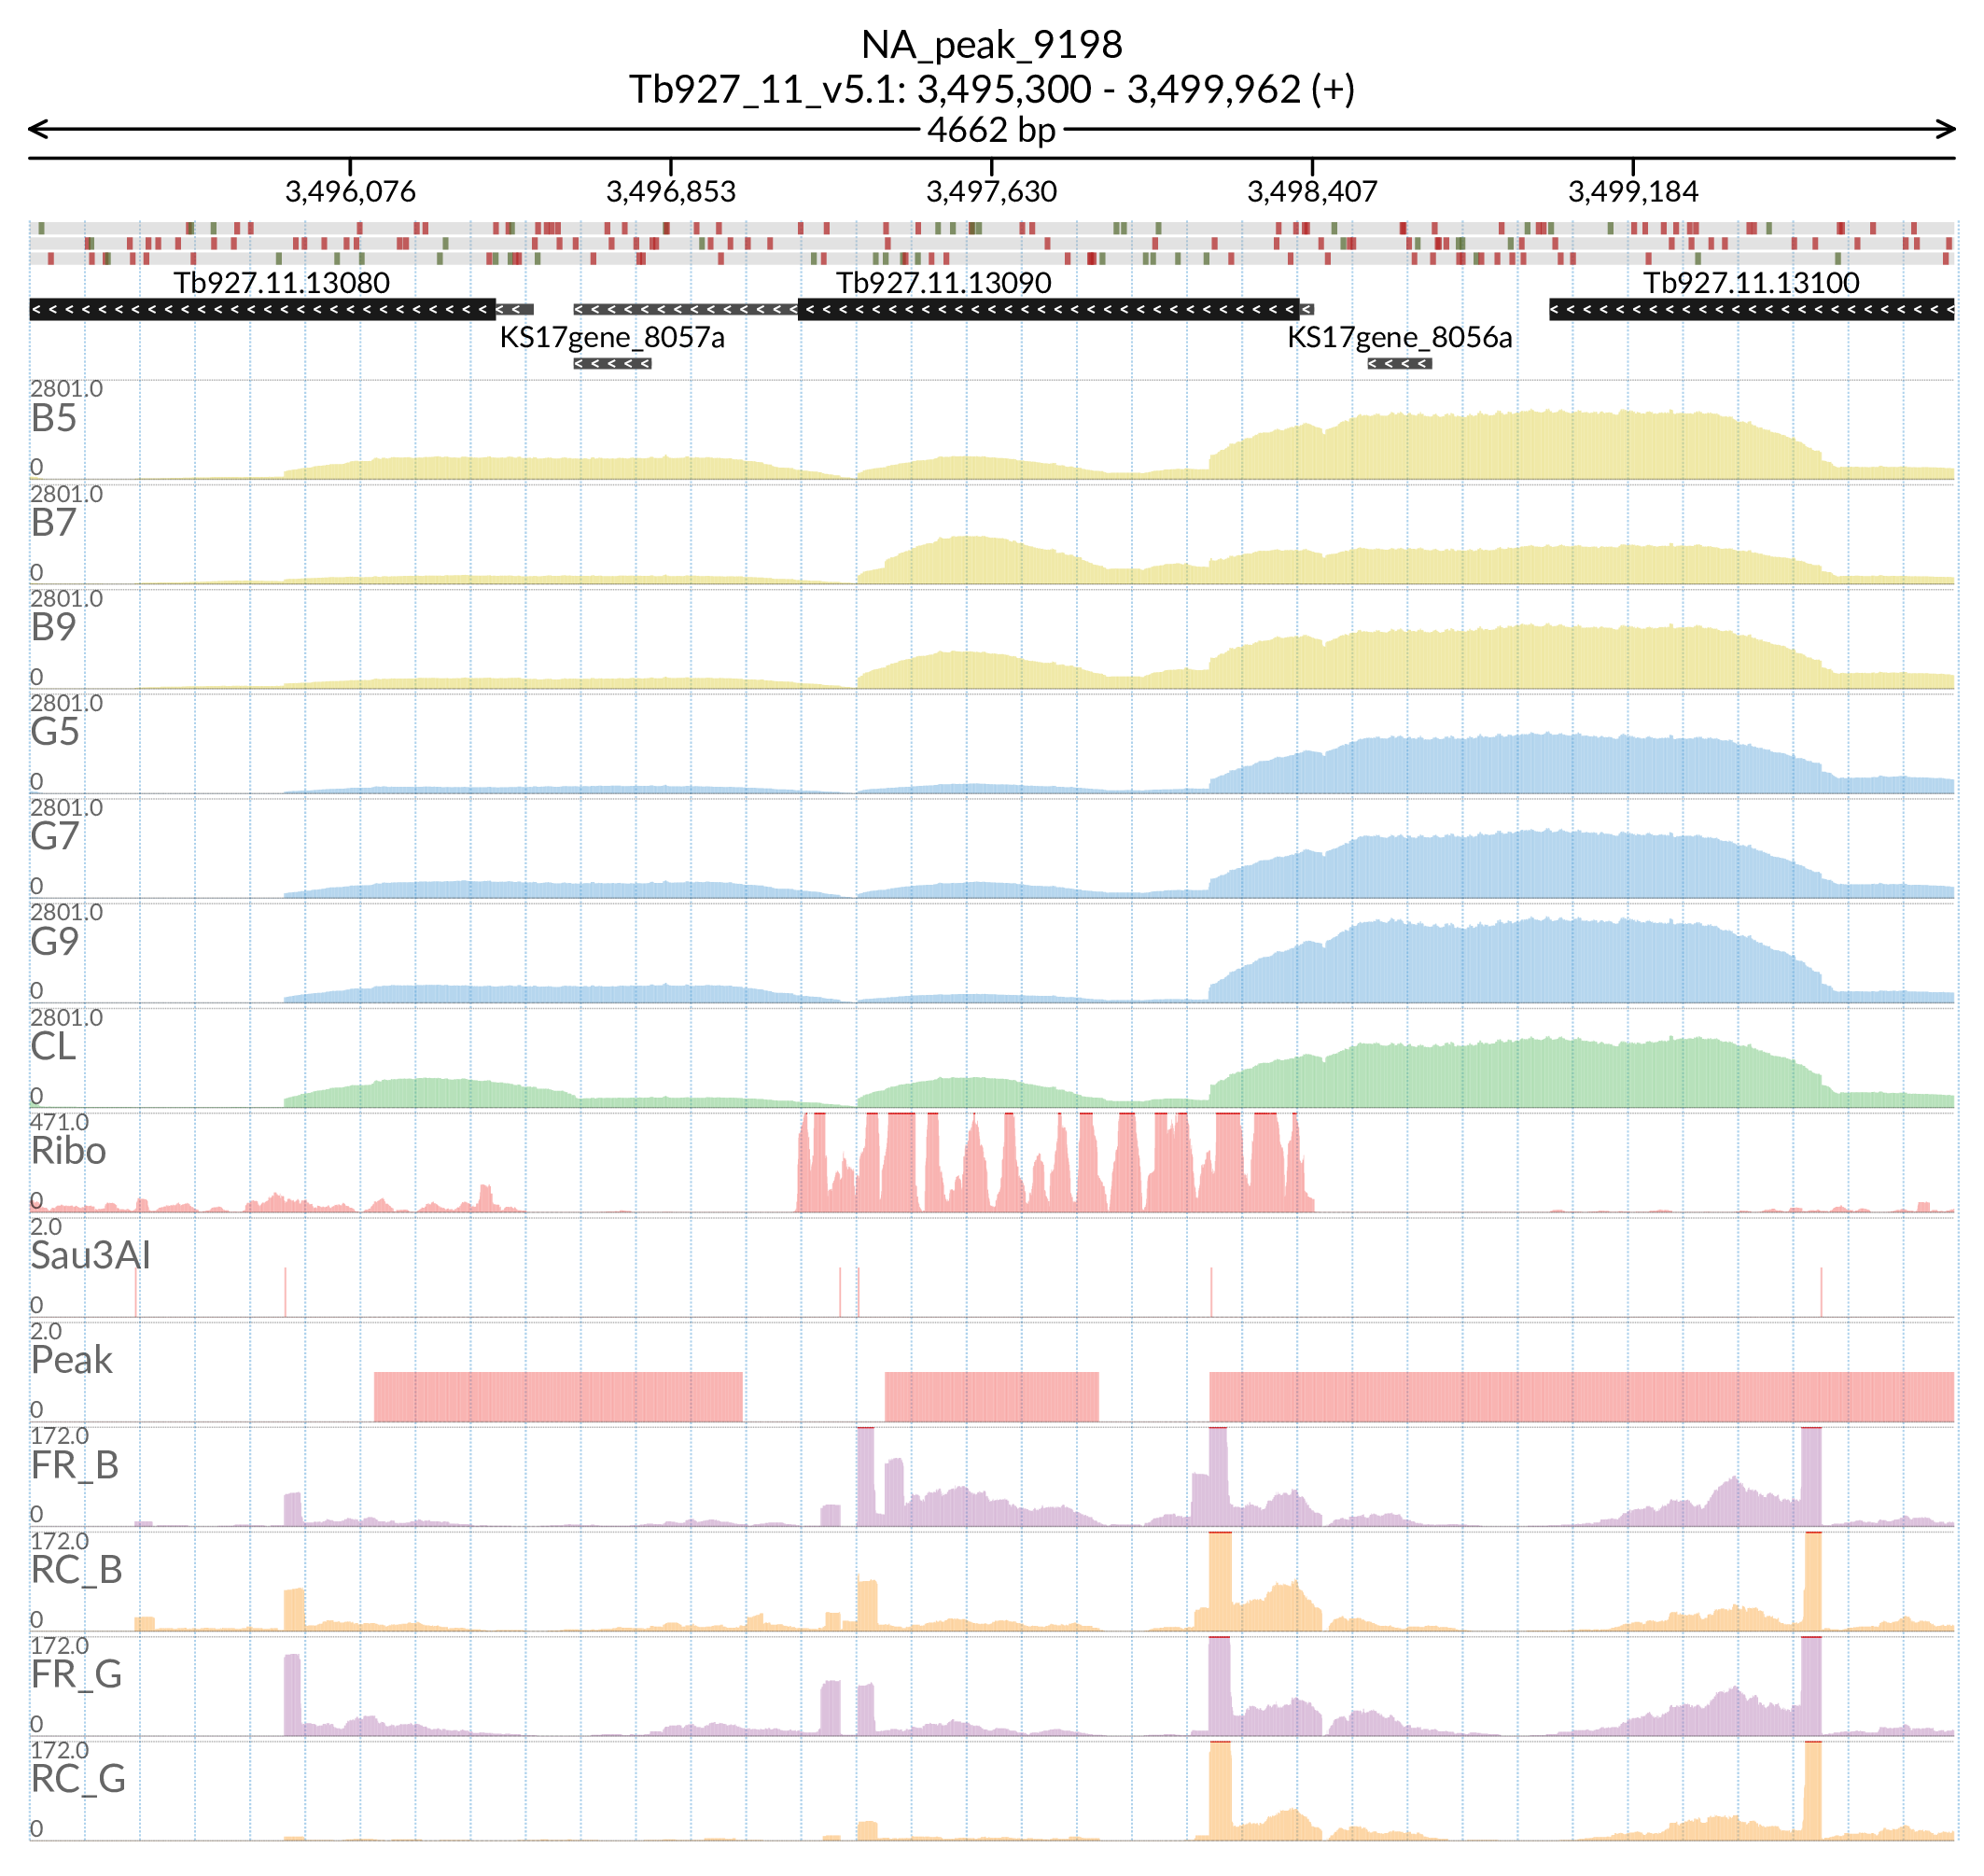 NA_peak_9198
Tb927_11_v5.1: 3,495,300 - 3,499,962 (+)
4662 bp
3,496,076 3,496,853 3,497,630 3,498,407 3,499,184
Tb927.11.13080 Tb927.11.13090 Tb927.11.13100
KS17gene_8057a KS17gene_8056a
2801.0
B5
0
2801.0
B7
0
2801.0
B9
0
2801.0
G5
0
2801.0
G7
0
2801.0
G9
0
2801.0
CL
0
471.0
Ribo
0
2.0
Sau3AI
0
2.0
Peak
0
172.0
FR_B
0
172.0
RC_B
0
172.0
FR_G
0
172.0
RC_G
0